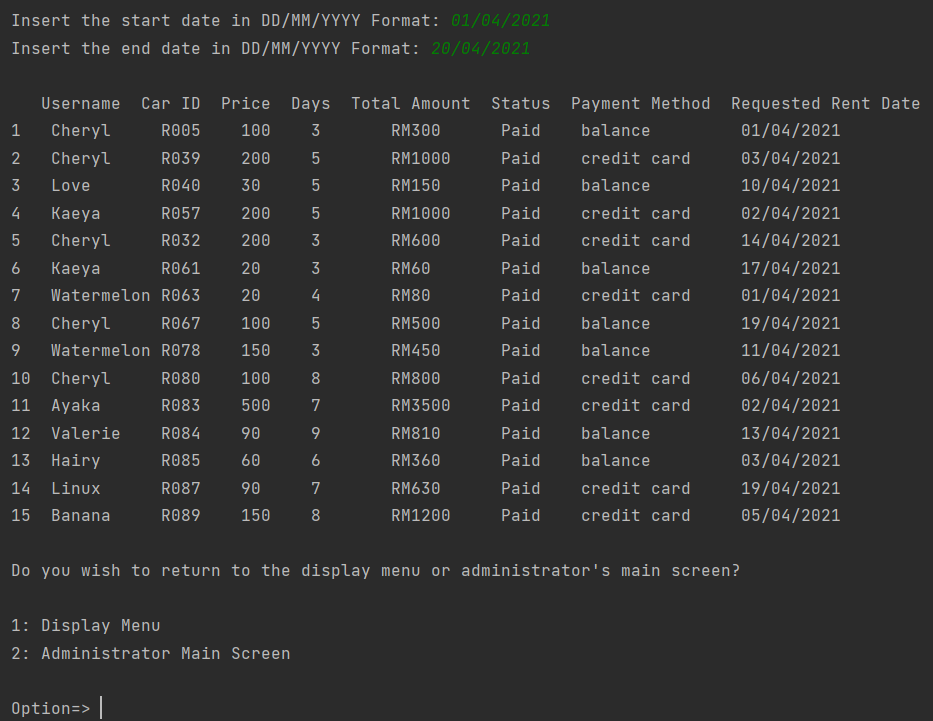 Insert the start date in DD/MM/YYYY Format: 01/04/2021
Insert the end date in DD/MM/YYYY Format: 20/04/2021
Username  Car ID  Price  Days  Total Amount  Status  Payment Method  Requested Rent Date
1   Cheryl     R005    100    3       RM300      Paid    balance         01/04/2021
2   Cheryl     R039    200    5       RM1000     Paid    credit card     03/04/2021
3   Love       R040    30     5       RM150      Paid    balance         10/04/2021
4   Kaeya      R057    200    5       RM1000     Paid    credit card     02/04/2021
5   Cheryl     R032    200    3       RM600      Paid    credit card     14/04/2021
6   Kaeya      R061    20     3       RM60       Paid    balance         17/04/2021
7   Watermelon R063    20     4       RM80       Paid    credit card     01/04/2021
8   Cheryl     R067    100    5       RM500      Paid    balance         19/04/2021
9   Watermelon R078    150    3       RM450      Paid    balance         11/04/2021
10  Cheryl     R080    100    8       RM800      Paid    credit card     06/04/2021
11  Ayaka      R083    500    7       RM3500     Paid    credit card     02/04/2021
12  Valerie    R084    90     9       RM810      Paid    balance         13/04/2021
13  Hairy      R085    60     6       RM360      Paid    balance         03/04/2021
14  Linux      R087    90     7       RM630      Paid    credit card     19/04/2021
15  Banana     R089    150    8       RM1200     Paid    credit card     05/04/2021
Do you wish to return to the display menu or administrator's main screen?
1: Display Menu
2: Administrator Main Screen
Option=>